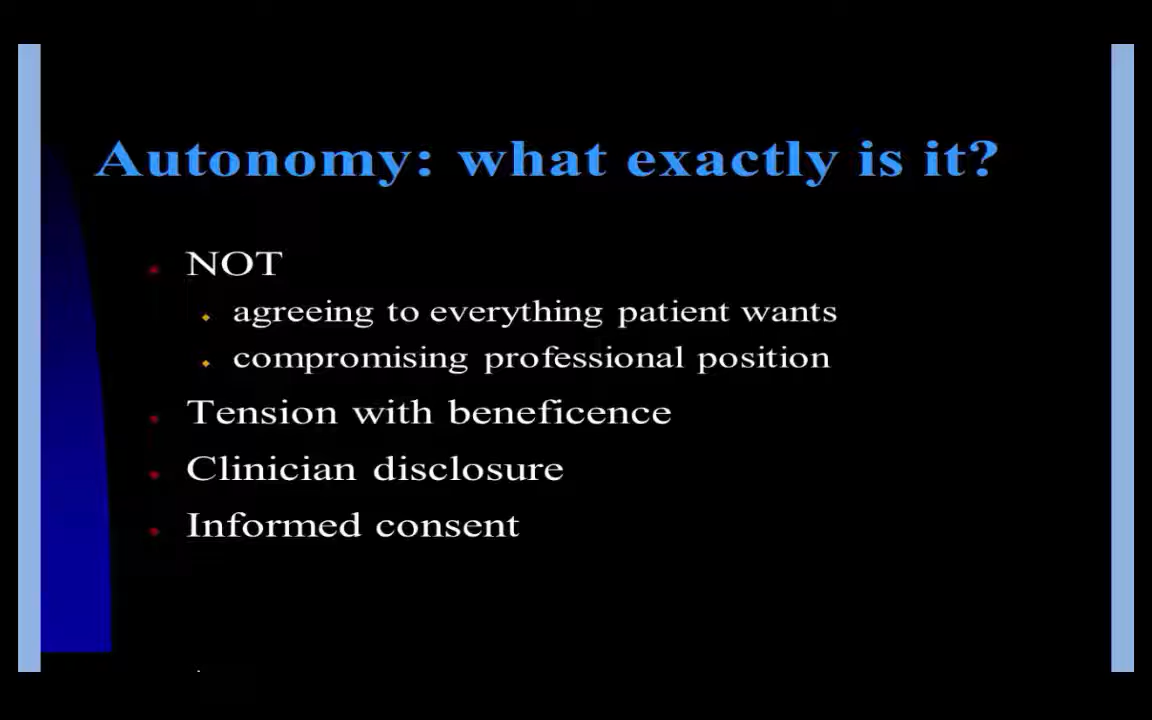 Autonomy: what exactly is it?
NOT
agreeing to everything patient wants
compromising professional position
Tension with beneficence
Clinician disclosure
Informed consent